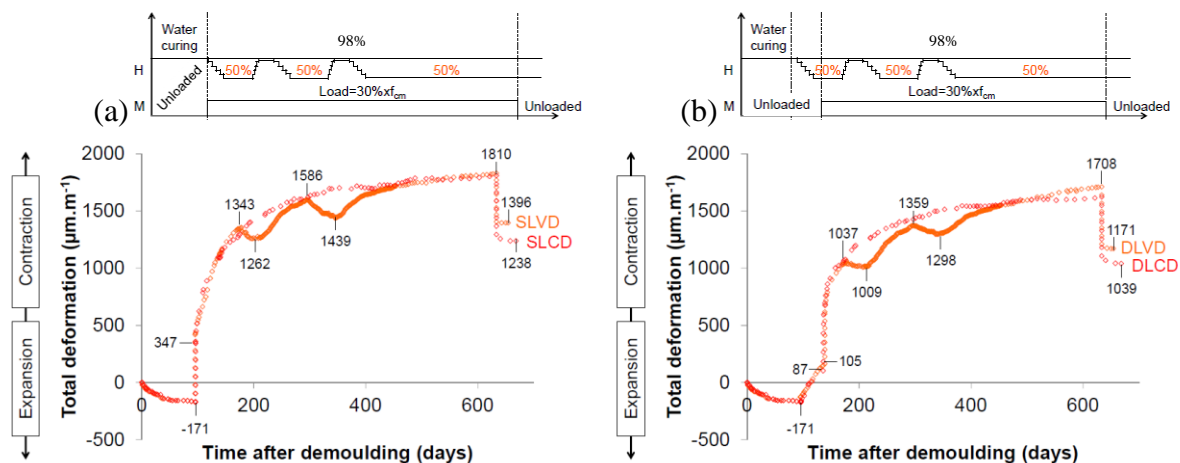 Water
curing
98%
H
50%
50%
50%
Unloaded
Load=30%xfcm
(a)
M
Unloaded
2000
1500
1000
500
0
-500
Contraction
Expansion
Total deformation (µm.m-1)
1343
1586
1810
1396
SLVD
SLCD
1238
1262
1439
347
-171
0
200
400
600
Time after demoulding (days)
Water
curing
98%
H
50%
50%
50%
Load=30%xfcm
(b)
M
Unloaded
Unloaded
2000
1500
1000
500
0
-500
Contraction
Expansion
Total deformation (µm.m-1)
1037
1359
1708
1171
DLVD
DLCD
1039
1009
1298
87
105
-171
0
200
400
600
Time after demoulding (days)